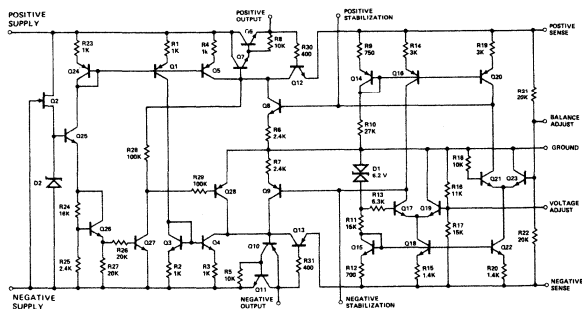 POSITIVE
OUTPUT
POSITIVE
STABILIZATION
POSITIVE
SUPPLY
POSTIVE
SENSE
R23
1K
R1
1K
R4
1k
Q6
Q7
R8
10K
R30
400
R9
750
R14
3K
R19
3K
Q24
Q1
Q5
Q12
Q14
Q16
Q20
R21
20K
Q2
Q8
BALANCE
ADJUST
Q25
R28
100K
R6
2.4K
R10
27K
GROUND
D2
R29
100K
R7
2.4K
D1
6.2 V
R18
10K
Q21
Q23
Q28
Q9
R13
6.3K
Q17
Q19
R16
11K
VOLTAGE
ADJUST
R24
16K
Q26
R11
15K
R17
15K
R26
20K
Q27
Q3
Q4
Q10
Q13
Q15
Q18
Q22
R22
20K
R25
2.4K
R27
20K
R2
1K
R3
1K
R5
10K
Q11
R31
400
R12
700
R15
1.4K
R20
1.4K
NEGATIVE
SUPPLY
NEGATIVE
OUTPUT
NEGATIVE
STABILIZATION
NEGATIVE
SENSE